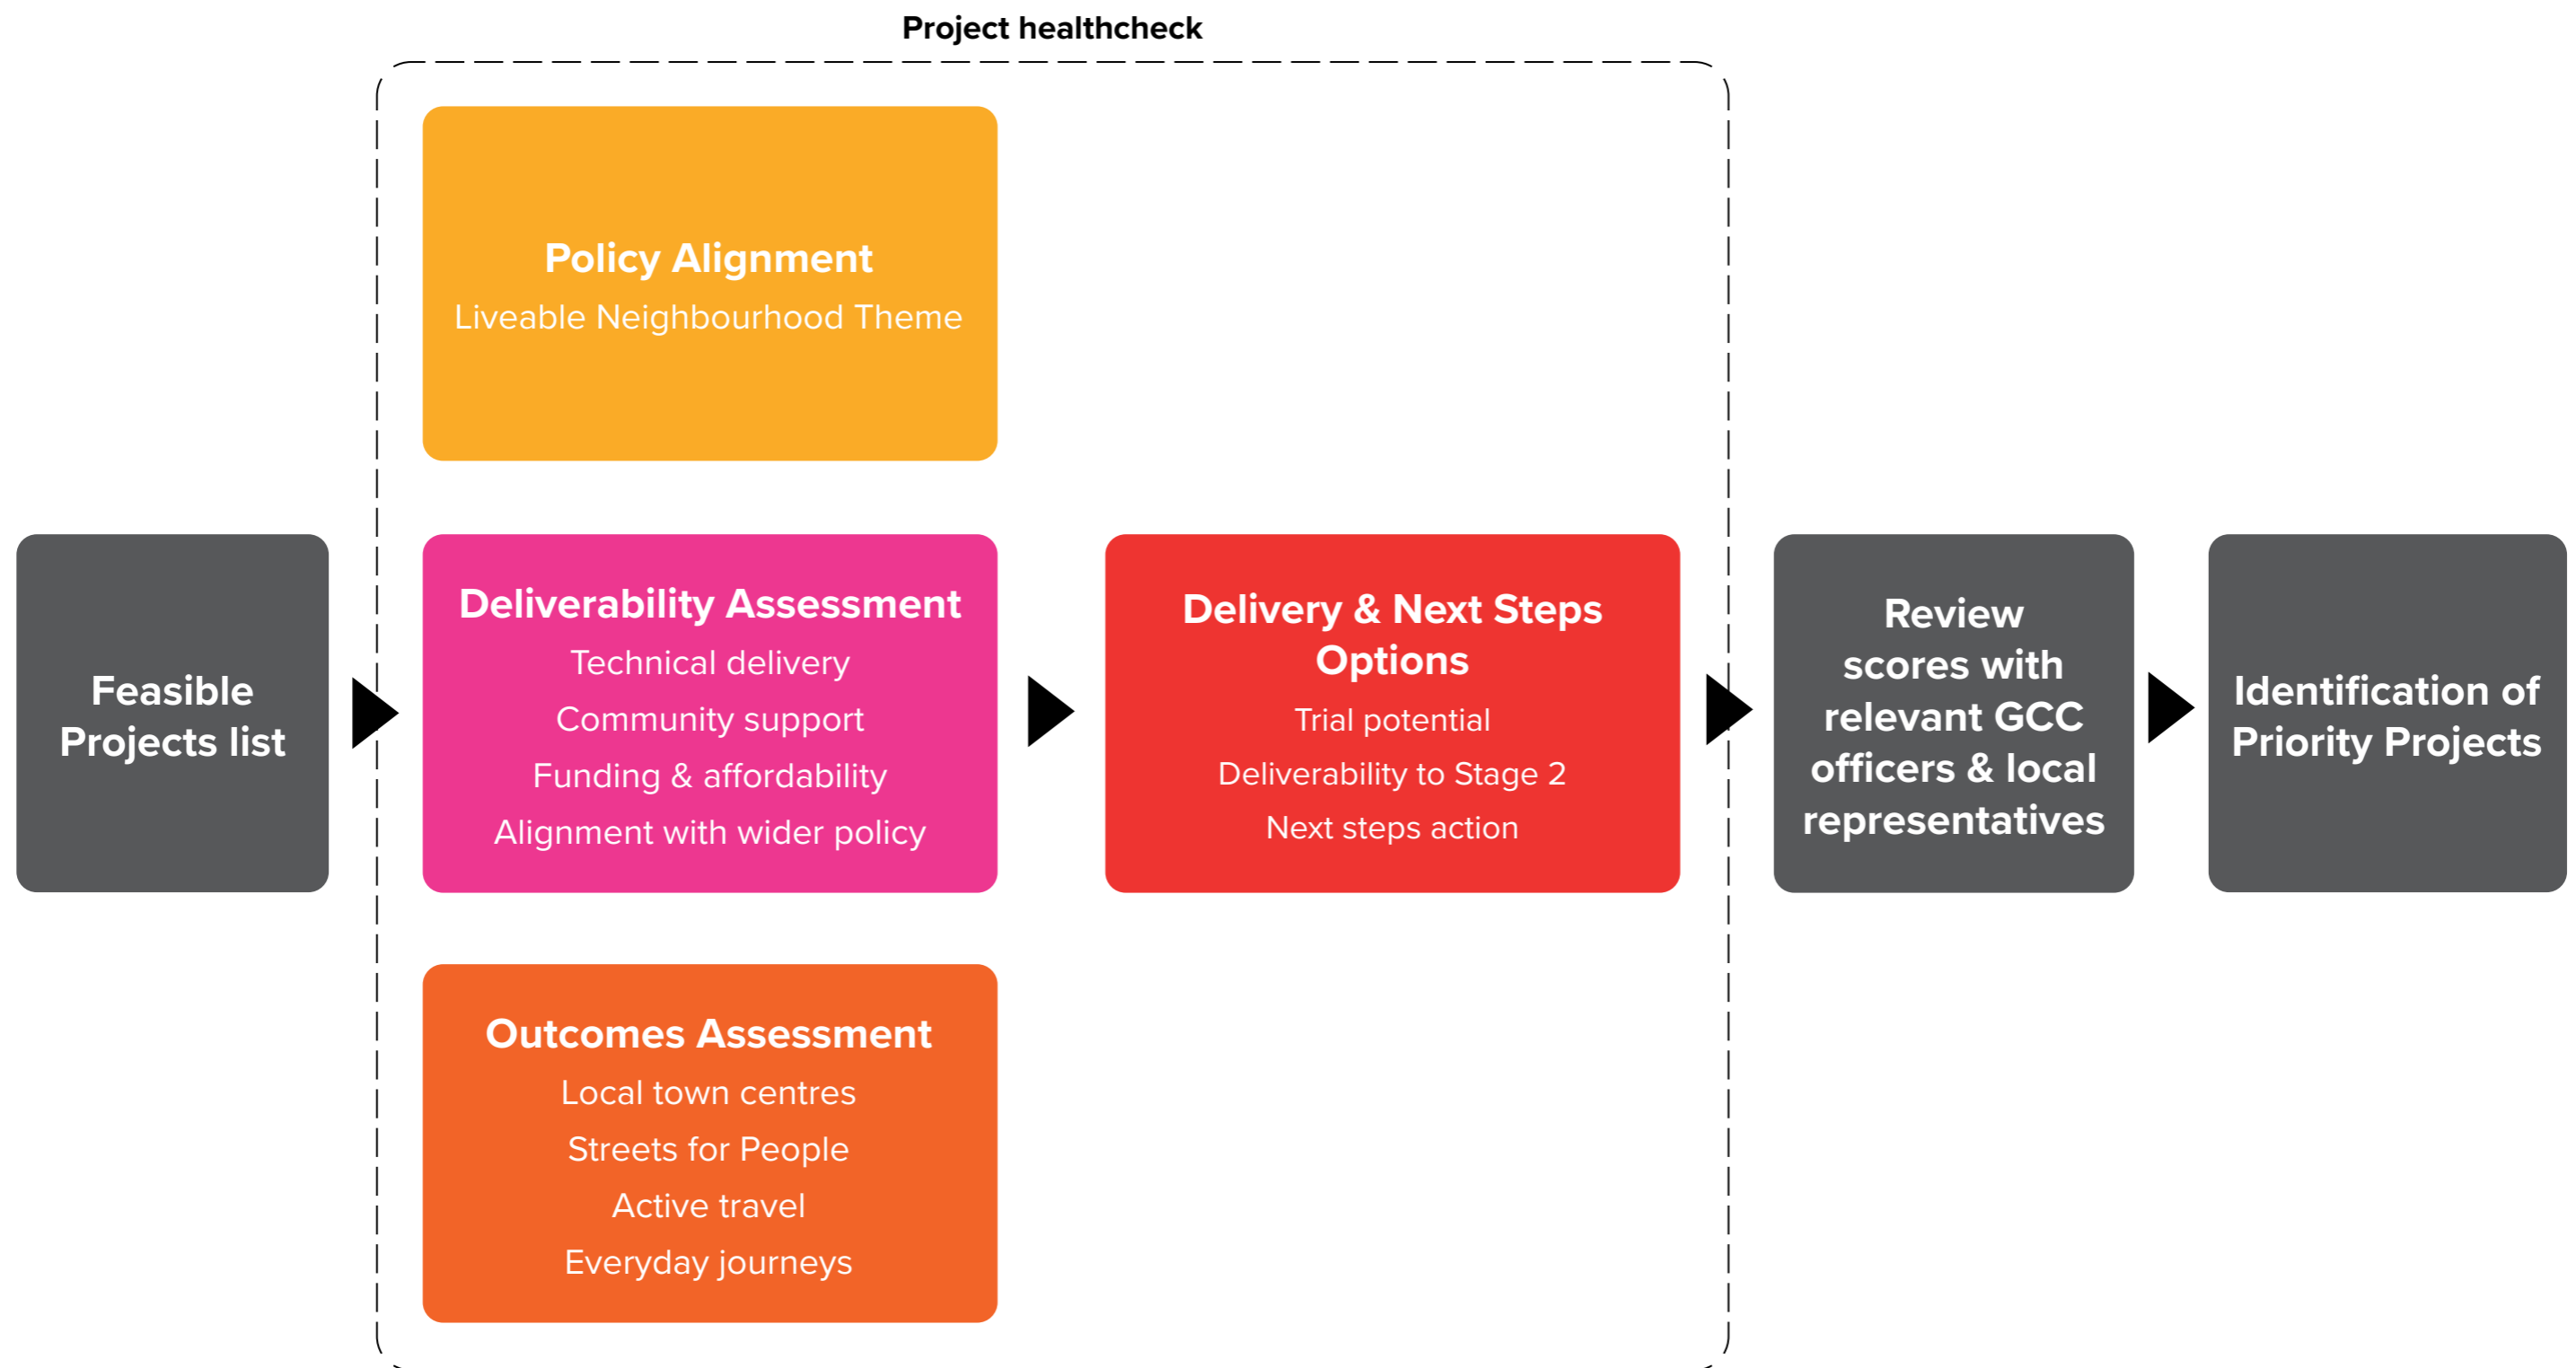 Project healthcheck
Feasible
Projects list
Policy Alignment
Liveable Neighbourhood Theme
Deliverability Assessment
Technical delivery
Community support
Funding & affordability
Alignment with wider policy
Outcomes Assessment
Local town centres
Streets for People
Active travel
Everyday journeys
Delivery & Next Steps
Options
Trial potential
Deliverability to Stage 2
Next steps action
Review
scores with
relevant GCC
officers & local
representatives
Identification of
Priority Projects